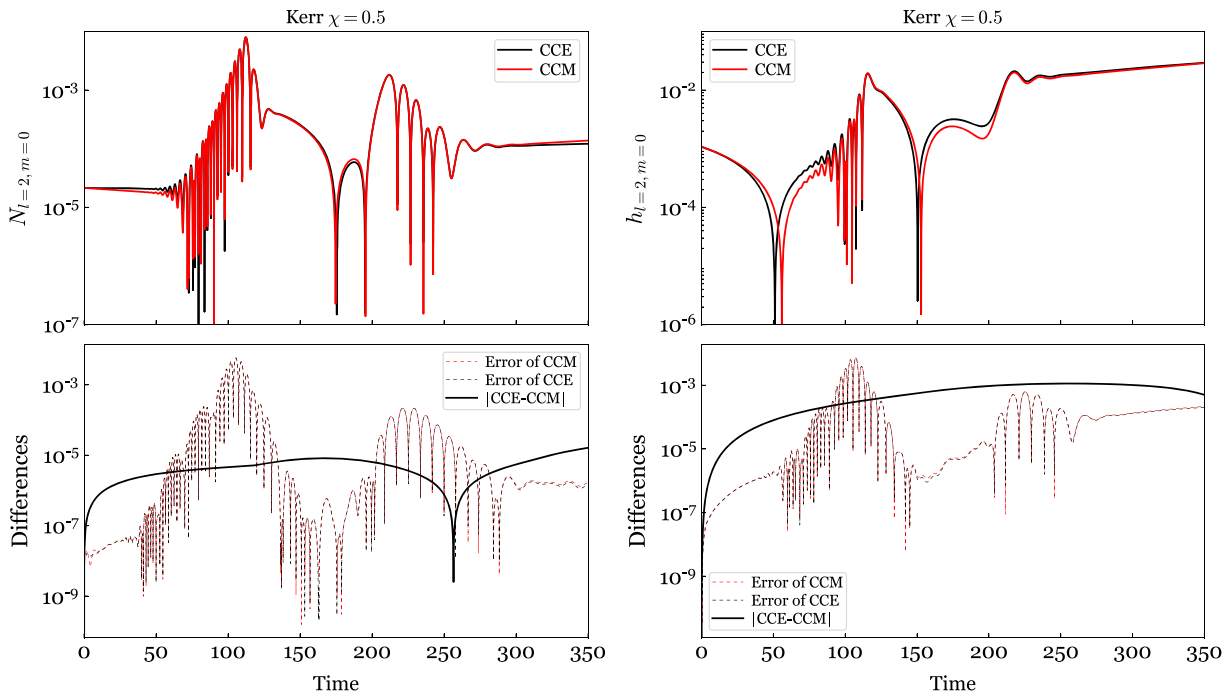 Kerr χ = 0.5
CCE
CCM
N_{l=2, m=0}
10^{-3}
10^{-5}
10^{-7}
Kerr χ = 0.5
CCE
CCM
h_{l=2, m=0}
10^{-2}
10^{-4}
10^{-6}
Error of CCM
Error of CCE
|CCE-CCM|
Differences
10^{-3}
10^{-5}
10^{-7}
10^{-9}
0 50 100 150 200 250 300 350
Time
Error of CCM
Error of CCE
|CCE-CCM|
Differences
10^{-3}
10^{-5}
10^{-7}
10^{-9}
0 50 100 150 200 250 300 350
Time